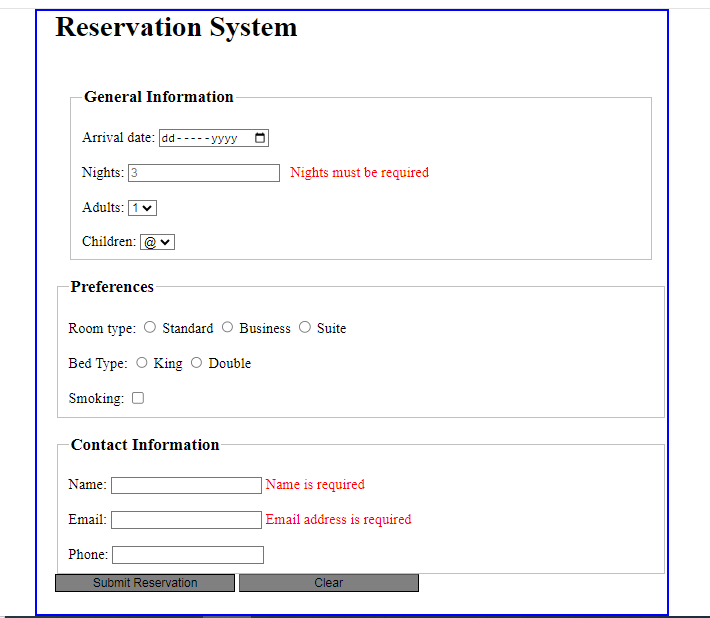 Reservation System
General Information
Arrival date: dd-----yyyy
Nights: 3 Nights must be required
Adults: 1
Children: @
Preferences
Room type: Standard Business Suite
Bed Type: King Double
Smoking:
Contact Information
Name: Name is required
Email: Email address is required
Phone:
Submit Reservation Clear